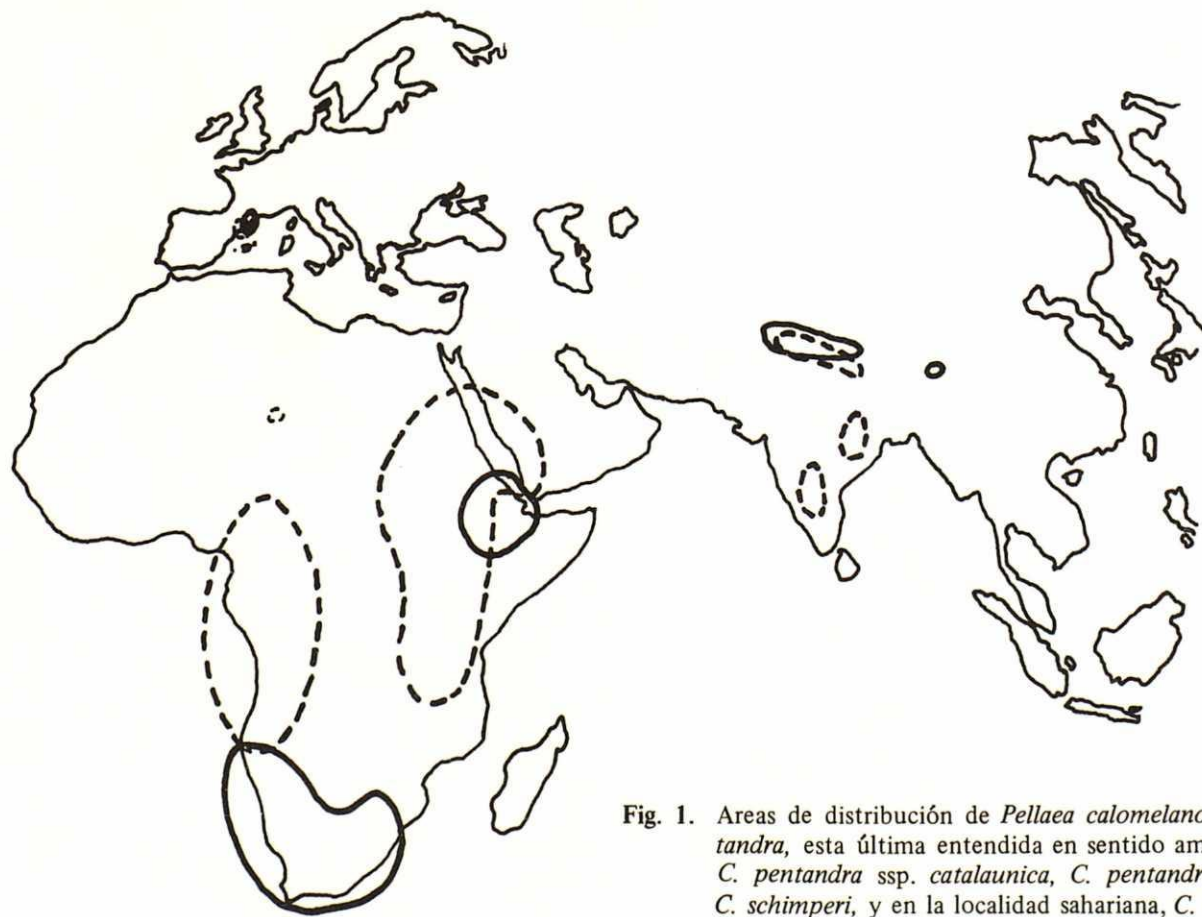 Fig. 1. Areas de distribución de Pellaea calomelano
tandra, esta última entendida en sentido am
C. pentandra ssp. catalaunica, C. pentandr
C. schimperi, y en la localidad sahariana, C.